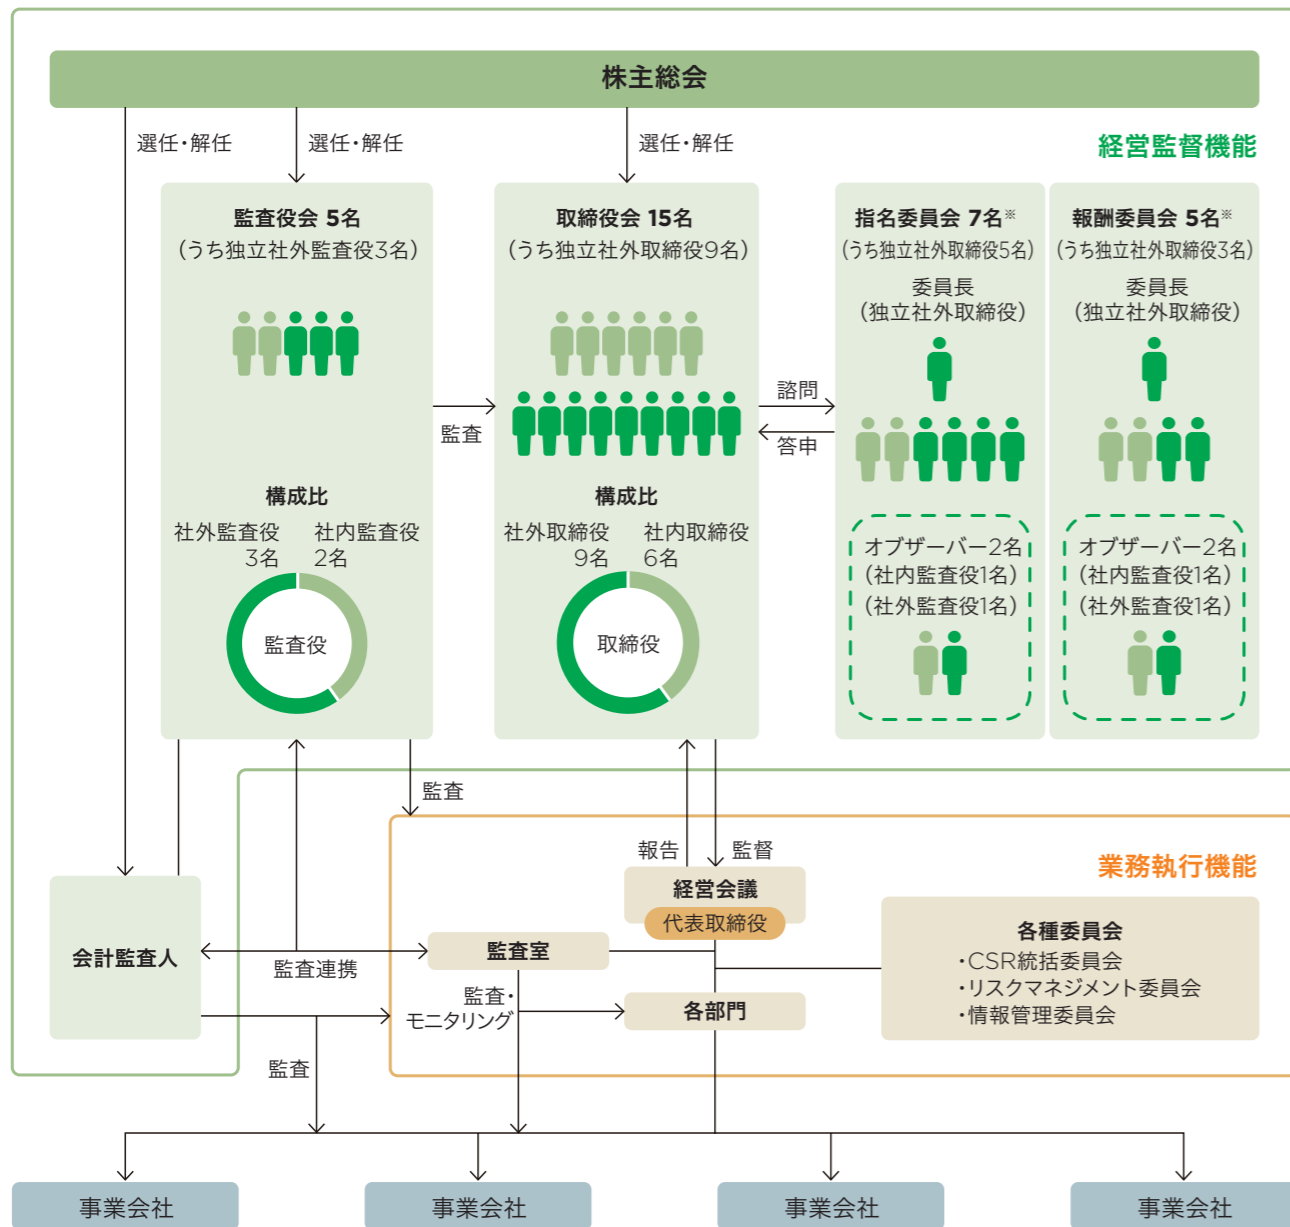 株主総会
選任・解任
選任・解任
選任・解任
経営監督機能
監査役会 5名
(うち独立社外監査役3名)
取締役会 15名
(うち独立社外取締役9名)
指名委員会 7名※
(うち独立社外取締役5名)
委員長
(独立社外取締役)
報酬委員会 5名※
(うち独立社外取締役3名)
委員長
(独立社外取締役)
監査
諮問
答申
構成比
社外監査役
3名
社内監査役
2名
監査役
構成比
社外取締役
9名
社内取締役
6名
取締役
オブザーバー2名
(社内監査役1名)
(社外監査役1名)
オブザーバー2名
(社内監査役1名)
(社外監査役1名)
監査
報告
監督
業務執行機能
経営会議
代表取締役
会計監査人
監査連携
監査室
各種委員会
・CSR統括委員会
・リスクマネジメント委員会
・情報管理委員会
監査・
モニタリング
各部門
監査
事業会社
事業会社
事業会社
事業会社